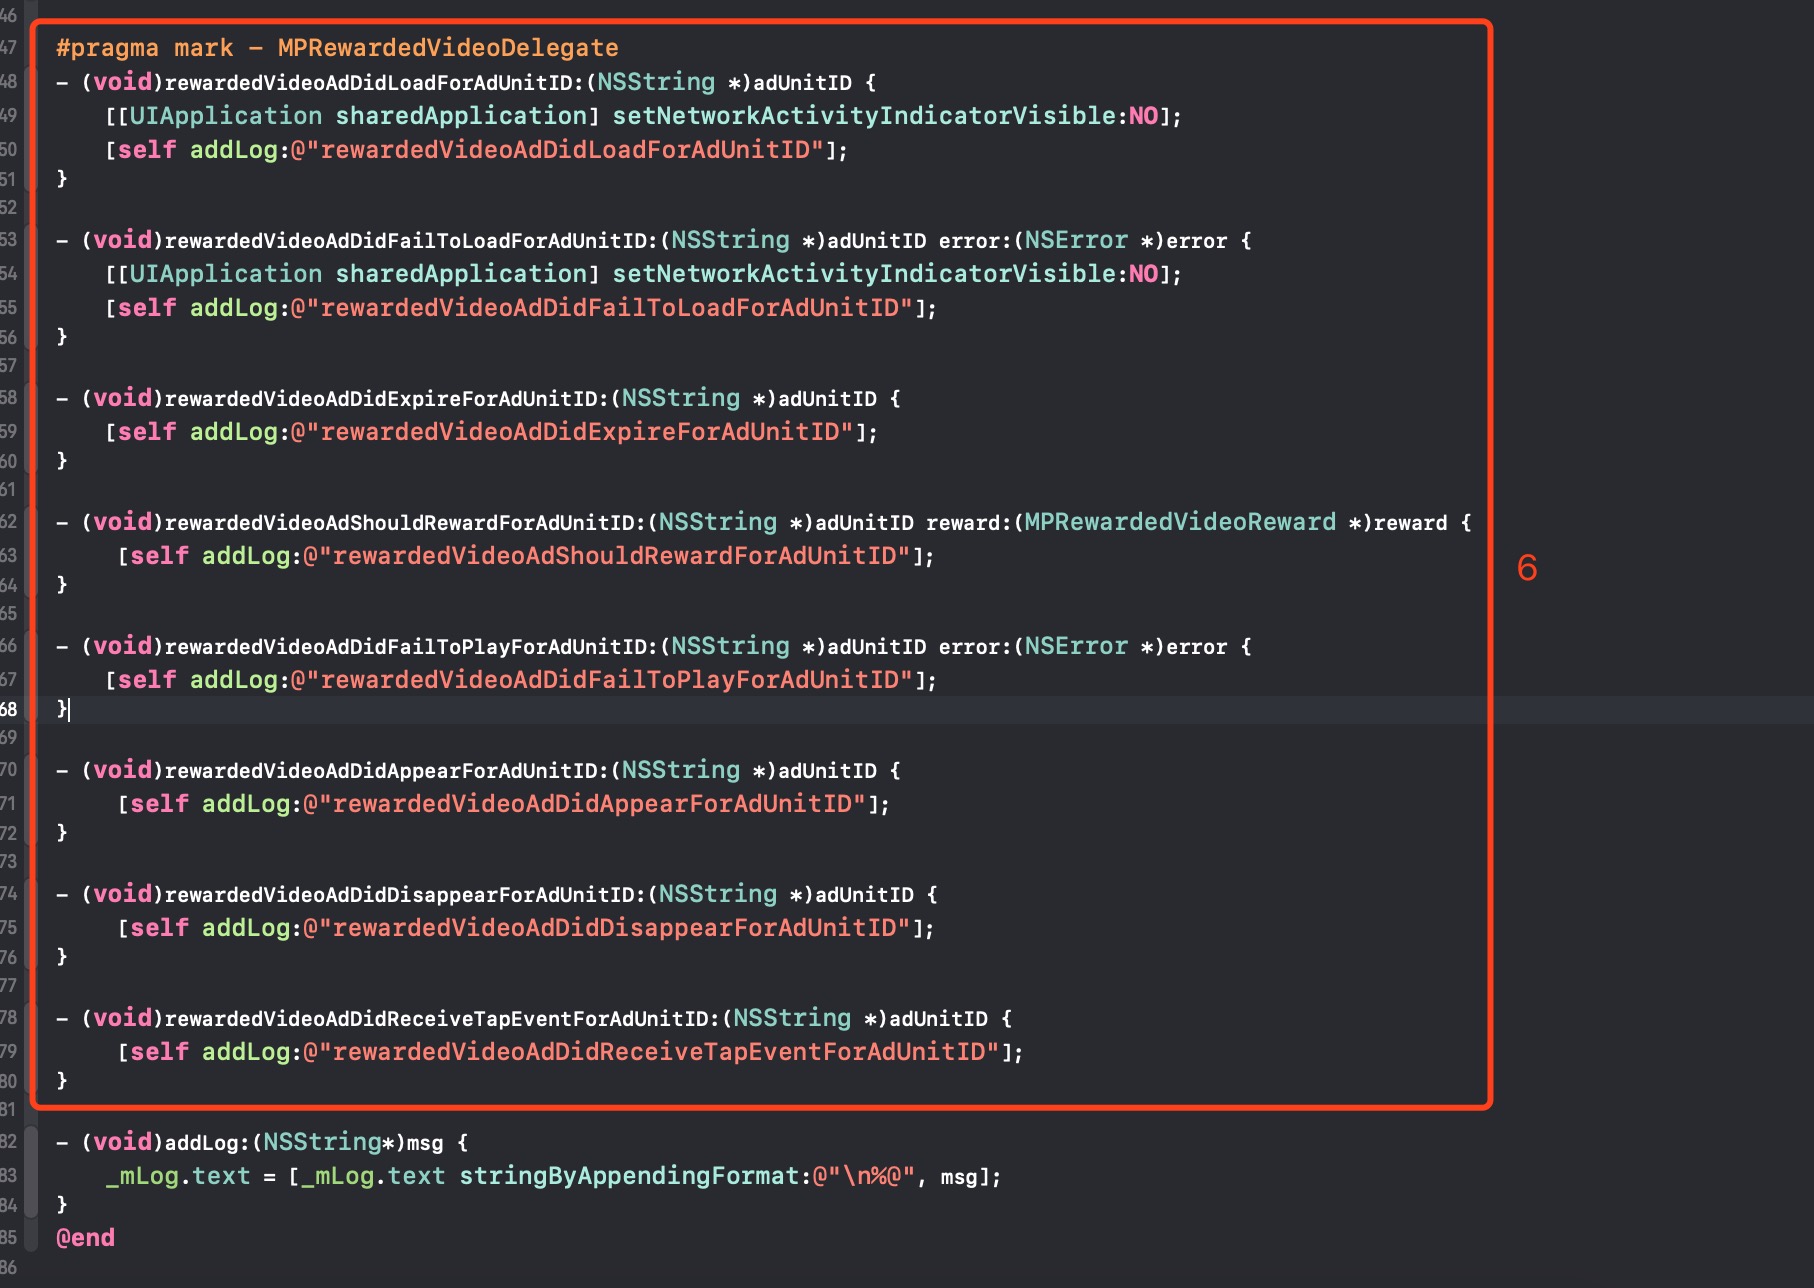 46
47 #pragma mark - MPRewardedVideoDelegate
48 - (void)rewardedVideoAdDidLoadForAdUnitID:(NSString *)adUnitID {
49     [[UIApplication sharedApplication] setNetworkActivityIndicatorVisible:NO];
50     [self addLog:@"rewardedVideoAdDidLoadForAdUnitID"];
51 }
52
53 - (void)rewardedVideoAdDidFailToLoadForAdUnitID:(NSString *)adUnitID error:(NSError *)error {
54     [[UIApplication sharedApplication] setNetworkActivityIndicatorVisible:NO];
55     [self addLog:@"rewardedVideoAdDidFailToLoadForAdUnitID"];
56 }
57
58 - (void)rewardedVideoAdDidExpireForAdUnitID:(NSString *)adUnitID {
59     [self addLog:@"rewardedVideoAdDidExpireForAdUnitID"];
60 }
61
62 - (void)rewardedVideoAdShouldRewardForAdUnitID:(NSString *)adUnitID reward:(MPRewardedVideoReward *)reward {
63      [self addLog:@"rewardedVideoAdShouldRewardForAdUnitID"];
6
64 }
65
66 - (void)rewardedVideoAdDidFailToPlayForAdUnitID:(NSString *)adUnitID error:(NSError *)error {
67     [self addLog:@"rewardedVideoAdDidFailToPlayForAdUnitID"];
68 }
69
70 - (void)rewardedVideoAdDidAppearForAdUnitID:(NSString *)adUnitID {
71      [self addLog:@"rewardedVideoAdDidAppearForAdUnitID"];
72 }
73
74 - (void)rewardedVideoAdDidDisappearForAdUnitID:(NSString *)adUnitID {
75      [self addLog:@"rewardedVideoAdDidDisappearForAdUnitID"];
76 }
77
78 - (void)rewardedVideoAdDidReceiveTapEventForAdUnitID:(NSString *)adUnitID {
79      [self addLog:@"rewardedVideoAdDidReceiveTapEventForAdUnitID"];
80 }
81
82 - (void)addLog:(NSString*)msg {
83     _mLog.text = [_mLog.text stringByAppendingFormat:@"\n%@", msg];
84 }
85 @end
86